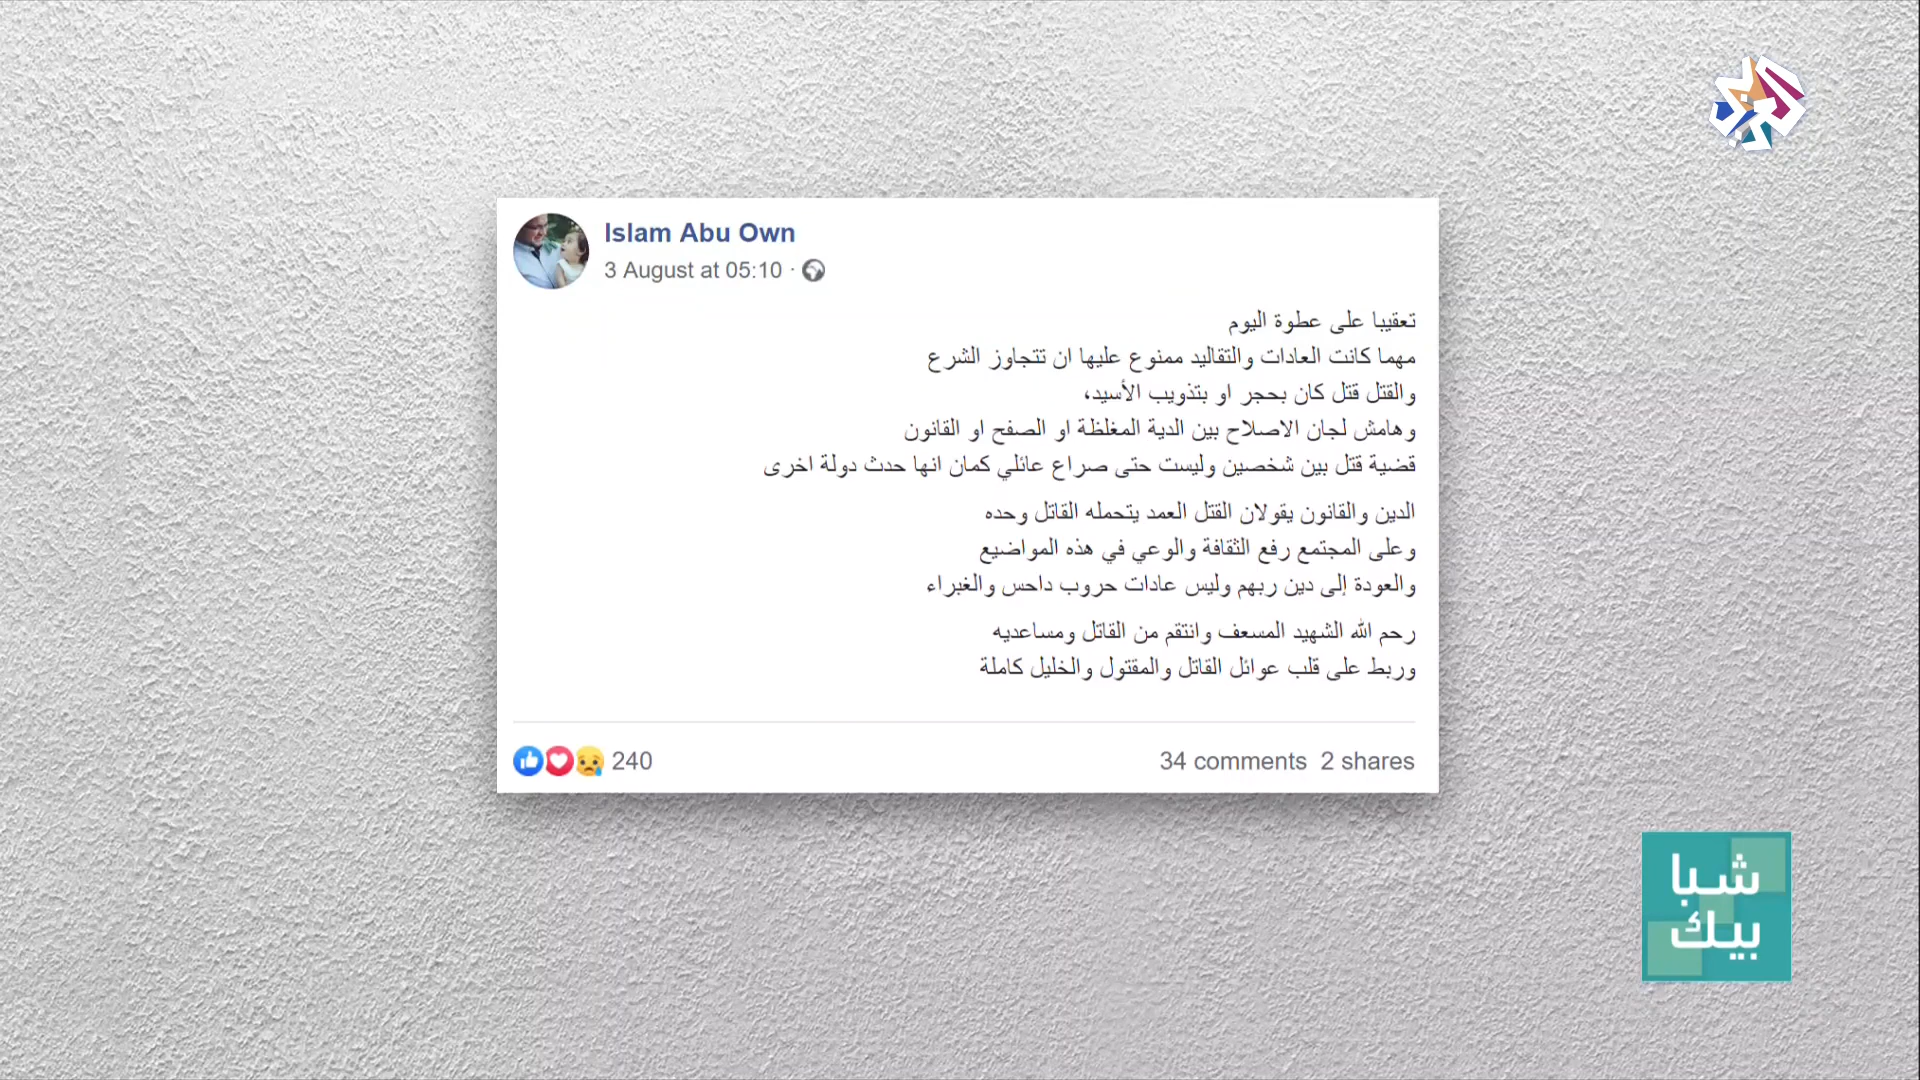 Islam Abu Own
3 August at 05:10 ·
تعقيبا على عطوة اليوم
مهما كانت العادات والتقاليد ممنوع عليها ان تتجاوز الشرع
والقتل قتل كان بحجر او بتذويب الأسيد،
وهامش لجان الاصلاح بين الدية المغلظة او الصفح او القانون
قضية قتل بين شخصين وليست حتى صراع عائلي كمان انها حدث دولة اخرى
الدين والقانون يقولان القتل العمد يتحمله القاتل وحده
وعلى المجتمع رفع الثقافة والوعي في هذه المواضيع
والعودة إلى دين ربهم وليس عادات حروب داحس والغبراء
رحم الله الشهيد المسعف وانتقم من القاتل ومساعديه
وربط على قلب عوائل القاتل والمقتول والخليل كاملة
240
34 comments 2 shares
شبا
بيك